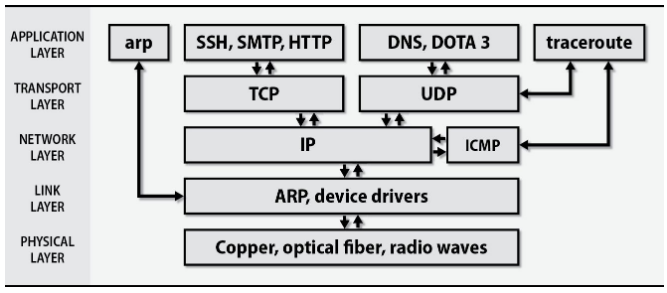 APPLICATION
LAYER
arp
SSH, SMTP, HTTP
DNS, DOTA 3
traceroute
TRANSPORT
LAYER
TCP
UDP
NETWORK
LAYER
IP
ICMP
LINK
LAYER
ARP, device drivers
PHYSICAL
LAYER
Copper, optical fiber, radio waves